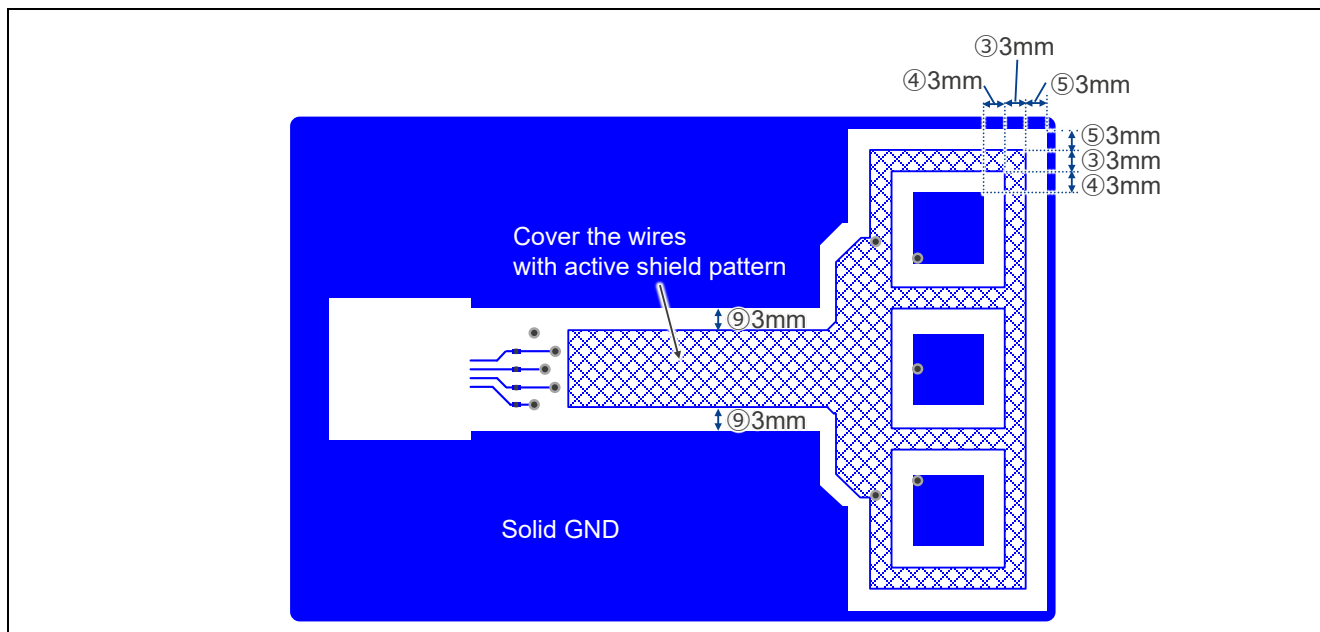 ③3mm
④3mm
⑤3mm
⑤3mm
③3mm
④3mm
Cover the wires
with active shield pattern
⑨3mm
⑨3mm
Solid GND